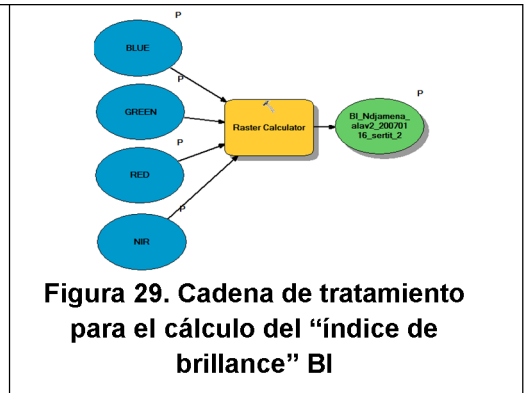 P
BLUE
P
GREEN
P
RED
P
NIR
Raster Calculator
P
BI_Ndjamena_
alav2_200701
16_sertit_2
Figura 29. Cadena de tratamiento
para el cálculo del “índice de
brillance” BI